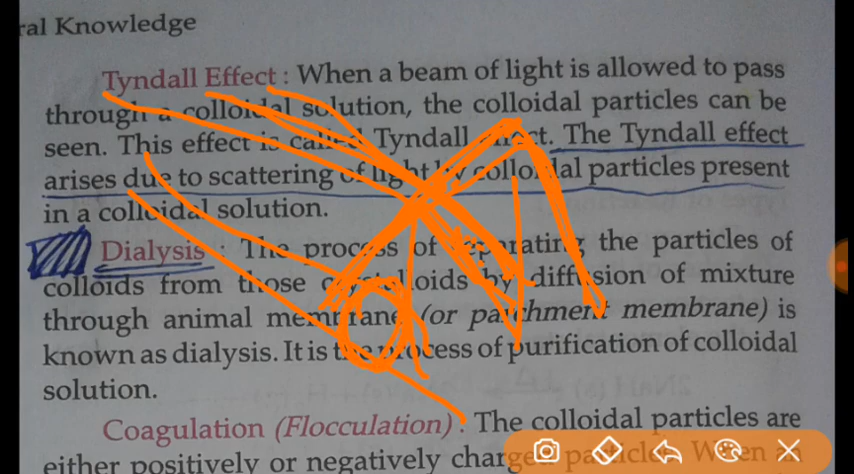 ral Knowledge
Tyndall Effect : When a beam of light is allowed to pass
through a colloidal solution, the colloidal particles can be
seen. This effect is called Tyndall effect. The Tyndall effect
arises due to scattering of light by colloidal particles present
in a colloidal solution.
Dialysis : The process of separating the particles of
colloids from those crystalloids by diffusion of mixture
through animal membrane (or parchment membrane) is
known as dialysis. It is the process of purification of colloidal
solution.
Coagulation (Flocculation) : The colloidal particles are
either positively or negatively charged particles. When an